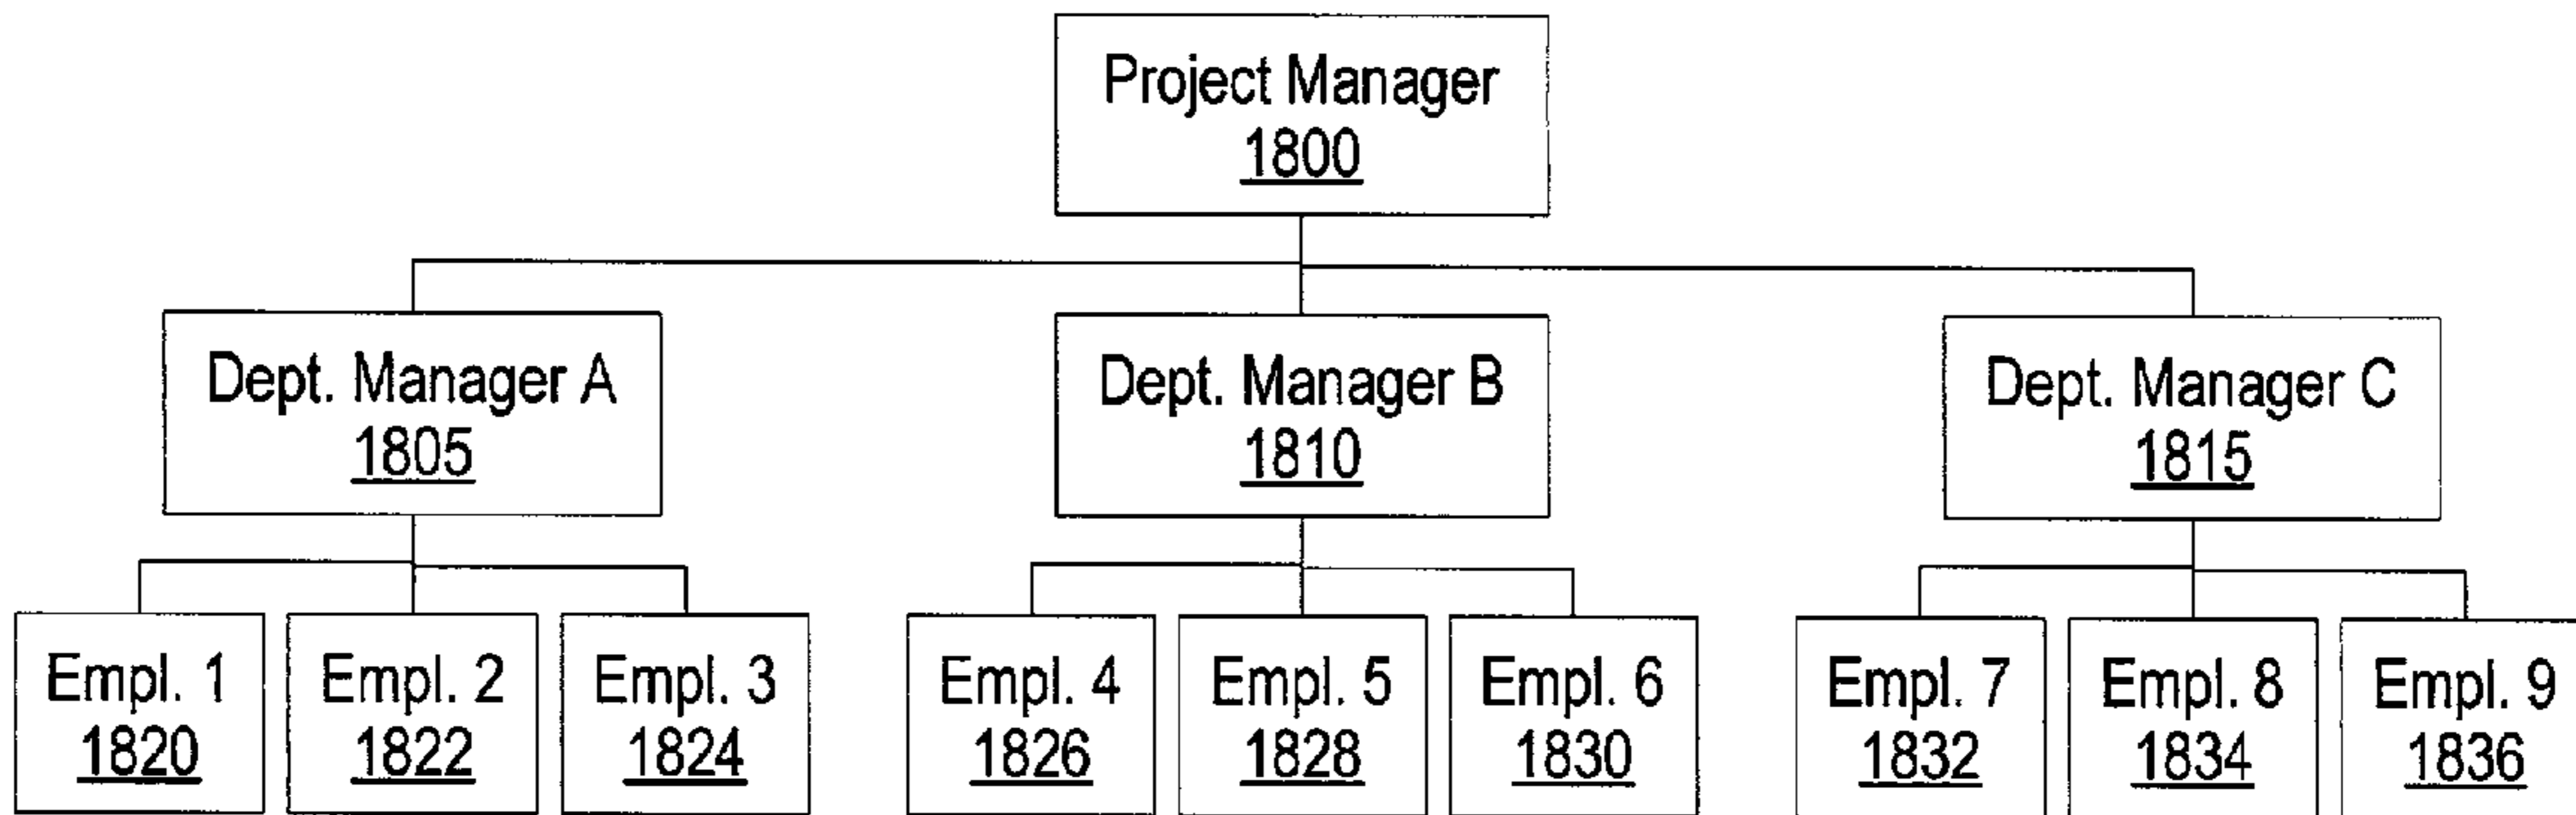 Project Manager
1800
Dept. Manager A
1805
Dept. Manager B
1810
Dept. Manager C
1815
Empl. 1
1820
Empl. 2
1822
Empl. 3
1824
Empl. 4
1826
Empl. 5
1828
Empl. 6
1830
Empl. 7
1832
Empl. 8
1834
Empl. 9
1836